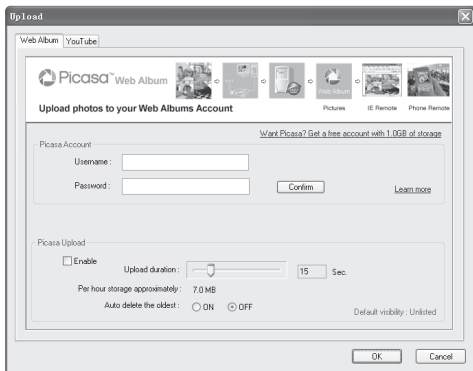 Upload
Web Album YouTube
Picasa™ Web Album
Web Album
Upload photos to your Web Albums Account
Pictures IE Remote Phone Remote
Want Picasa? Get a free account with 1.0GB of storage
Picasa Account
Username :
Password : Confirm Learn more
Picasa Upload
Enable
Upload duration : 15 Sec.
Per hour storage approximately : 7.0 MB
Auto delete the oldest : ON OFF
Default visibility : Unlisted
OK Cancel